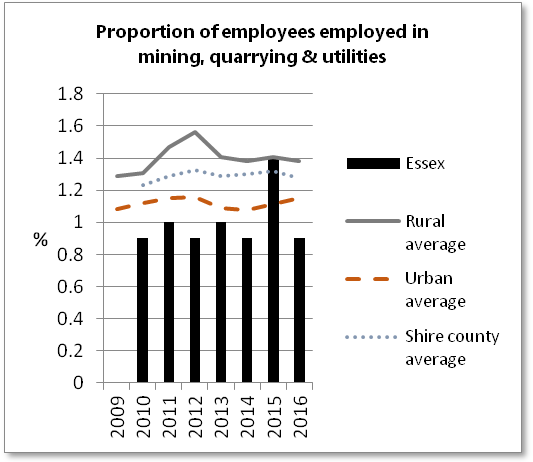 Proportion of employees employed in
mining, quarrying & utilities
1.8
1.6
1.4
1.2
1
0.8
0.6
0.4
0.2
0
%
2009
2010
2011
2012
2013
2014
2015
2016
Essex
Rural
average
Urban
average
Shire county
average